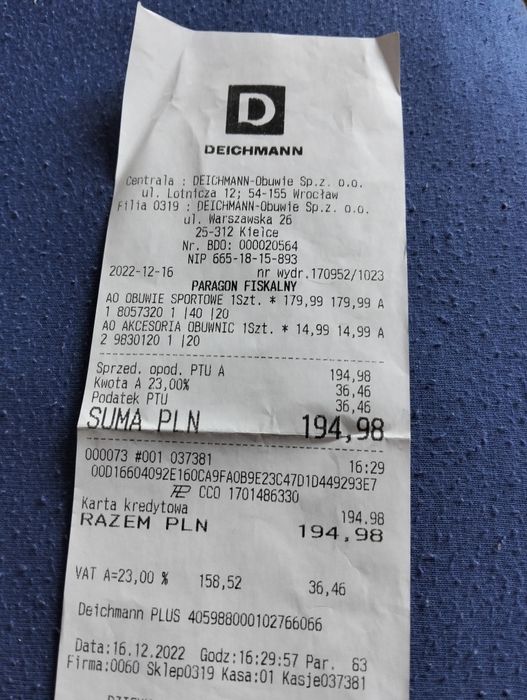 D
DEICHMANN
Centrala : DEICHMANN-Obuwie Sp.z. o.o.
ul. Lotnicza 12; 54-155 Wrocław
Filia 0319 : DEICHMANN-Obuwie Sp.z. o.o.
ul. Warszawska 26
25-312 Kielce
Nr. BDO: 000020564
NIP 665-18-15-893
2022-12-16 nr wydr.170952/1023
PARAGON FISKALNY
AO OBUWIE SPORTOWE 1Szt. * 179,99 179,99 A
1 8057320 1 |40 |20
AO AKCESORIA OBUWNIC 1Szt. * 14,99 14,99 A
2 9830120 1 |20
Sprzed. opod. PTU A 194,98
Kwota A 23,00% 36,46
Podatek PTU 36,46
SUMA PLN 194,98
000073 #001 037381 16:29
00D16604092E160CA9FA0B9E23C47D1D449293E7
CCO 1701486330
Karta kredytowa 194.98
RAZEM PLN 194,98
VAT A=23,00 % 158,52 36,46
Deichmann PLUS 405988000102766066
Data:16.12.2022 Godz:16:29:57 Par. 63
Firma:0060 Sklep0319 Kasa:01 Kasje037381